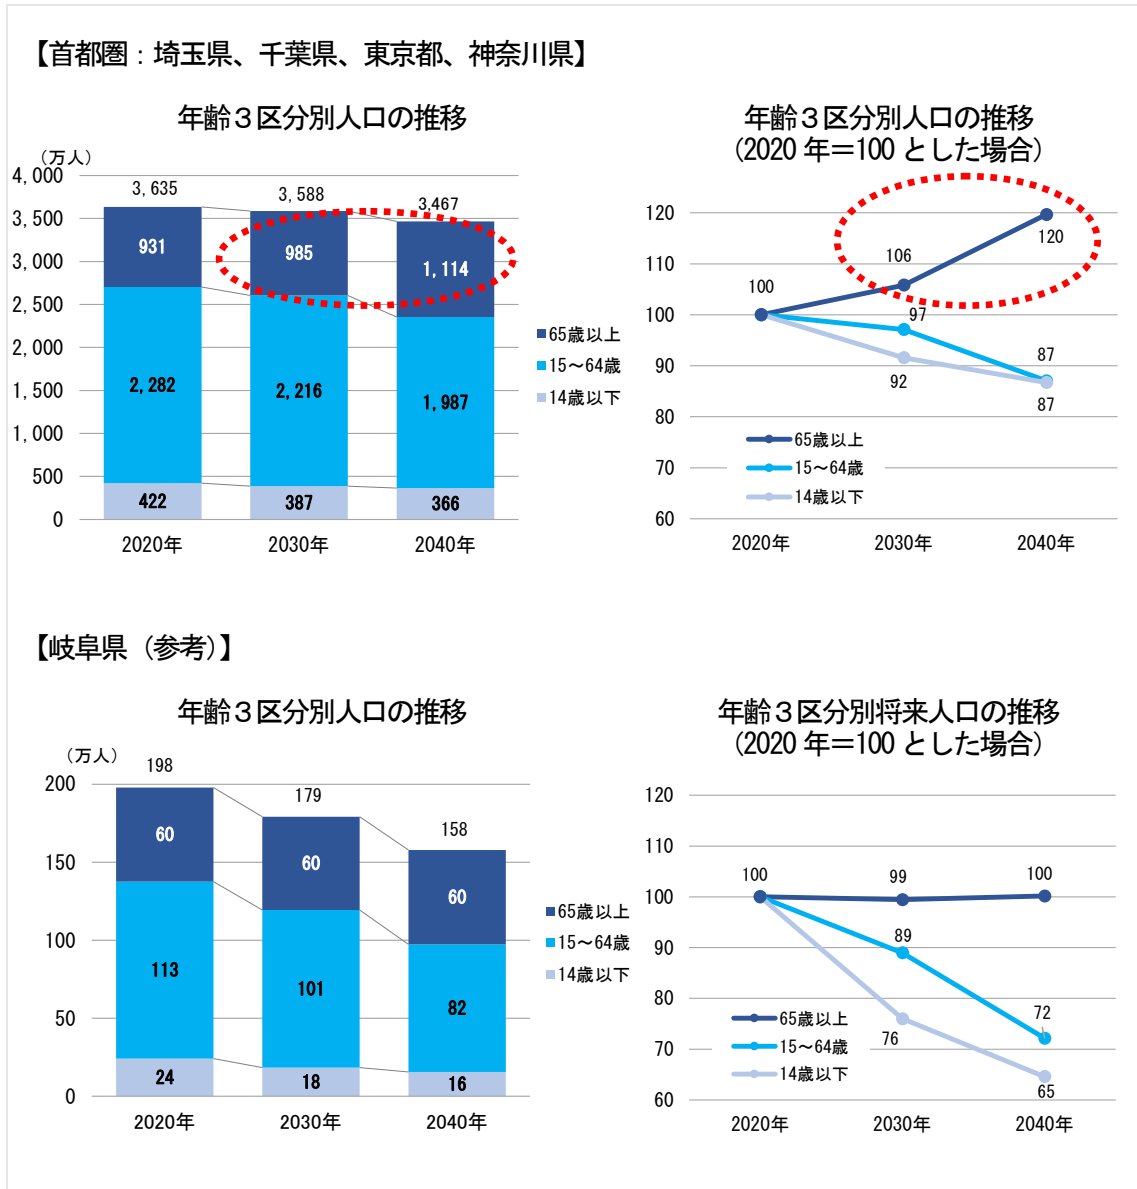 【首都圏：埼玉県、千葉県、東京都、神奈川県】
年齢３区分別人口の推移
（万人）
4,000
3,500
3,000
2,500
2,000
1,500
1,000
500
0
3,635
3,588
3,467
931
985
1,114
2,282
2,216
1,987
422
387
366
2020年
2030年
2040年
65歳以上
15～64歳
14歳以下
年齢３区分別人口の推移
（2020 年＝100 とした場合）
120
110
100
90
80
70
60
100
106
120
97
87
92
87
65歳以上
15～64歳
14歳以下
2020年
2030年
2040年
【岐阜県（参考）】
年齢３区分別人口の推移
（万人）
200
150
100
50
0
198
179
158
60
60
60
113
101
82
24
18
16
2020年
2030年
2040年
65歳以上
15～64歳
14歳以下
年齢３区分別将来人口の推移
（2020 年＝100 とした場合）
120
110
100
90
80
70
60
100
99
100
89
72
76
65
65歳以上
15～64歳
14歳以下
2020年
2030年
2040年